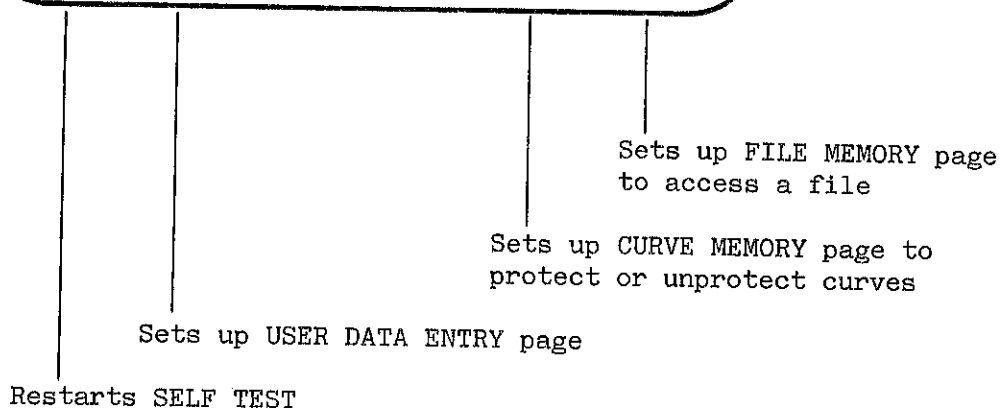 Sets up FILE MEMORY page
to access a file
Sets up CURVE MEMORY page to
protect or unprotect curves
Sets up USER DATA ENTRY page
Restarts SELF TEST